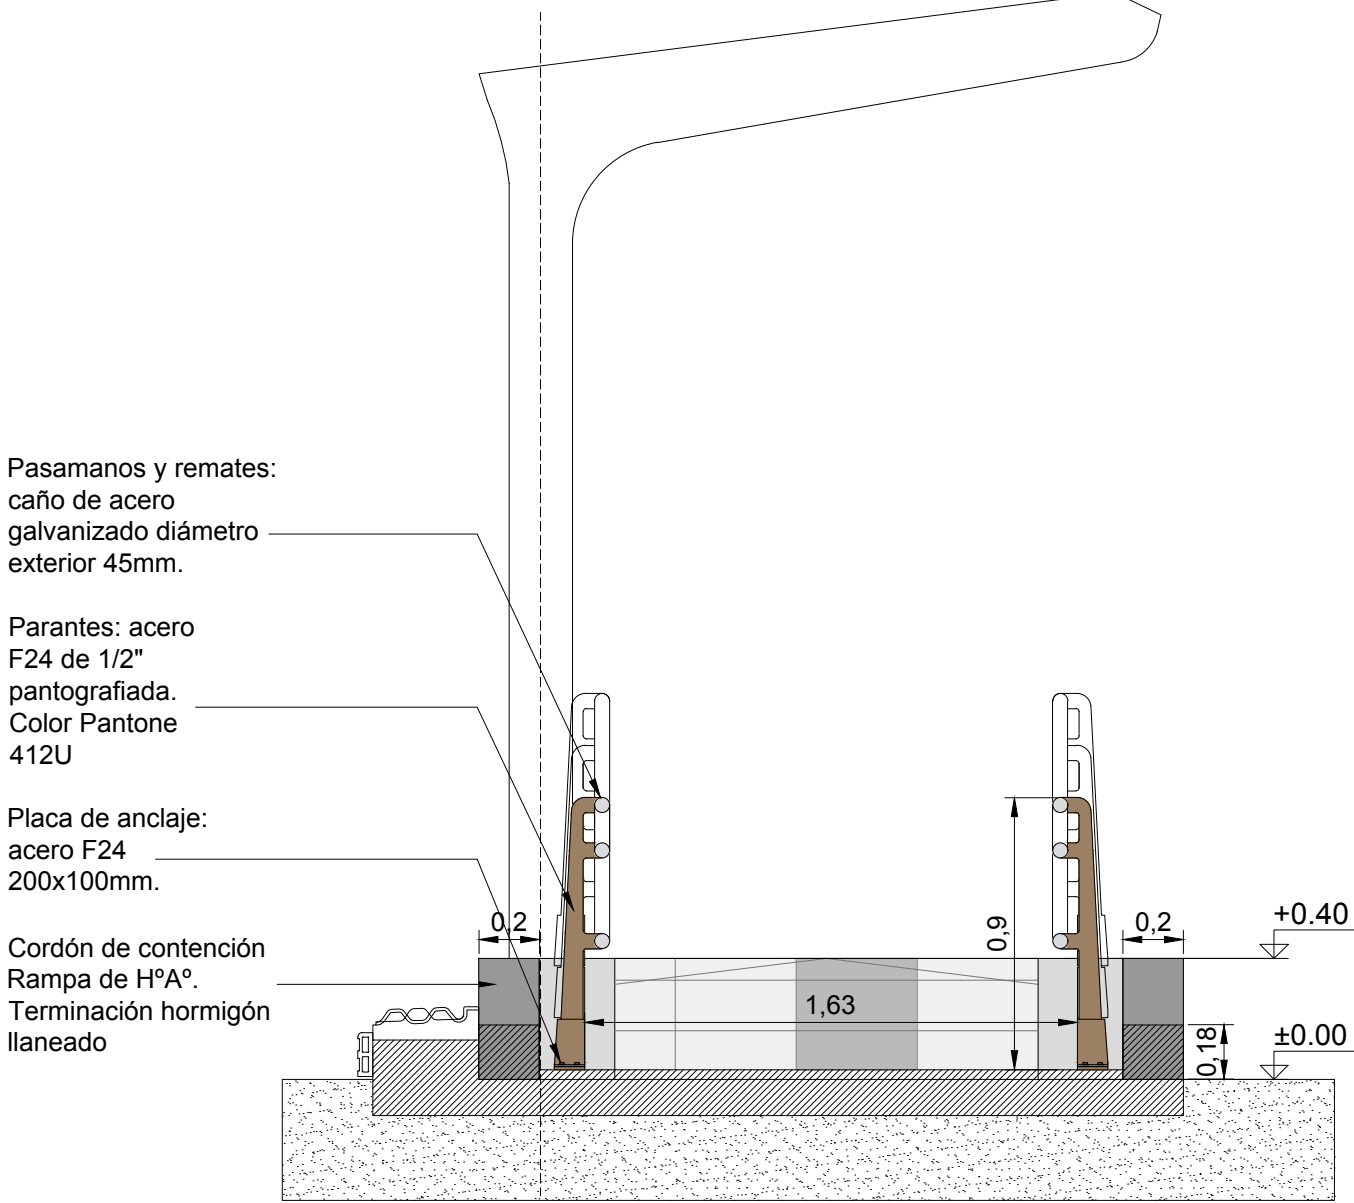 Pasamanos y remates:
caño de acero
galvanizado diámetro
exterior 45mm.
Parantes: acero
F24 de 1/2"
pantografiada.
Color Pantone
412U
Placa de anclaje:
acero F24
200x100mm.
Cordón de contención
Rampa de HºAº.
Terminación hormigón
llaneado
0,2
0,9
0,2
+0.40
1,63
0,18
±0.00